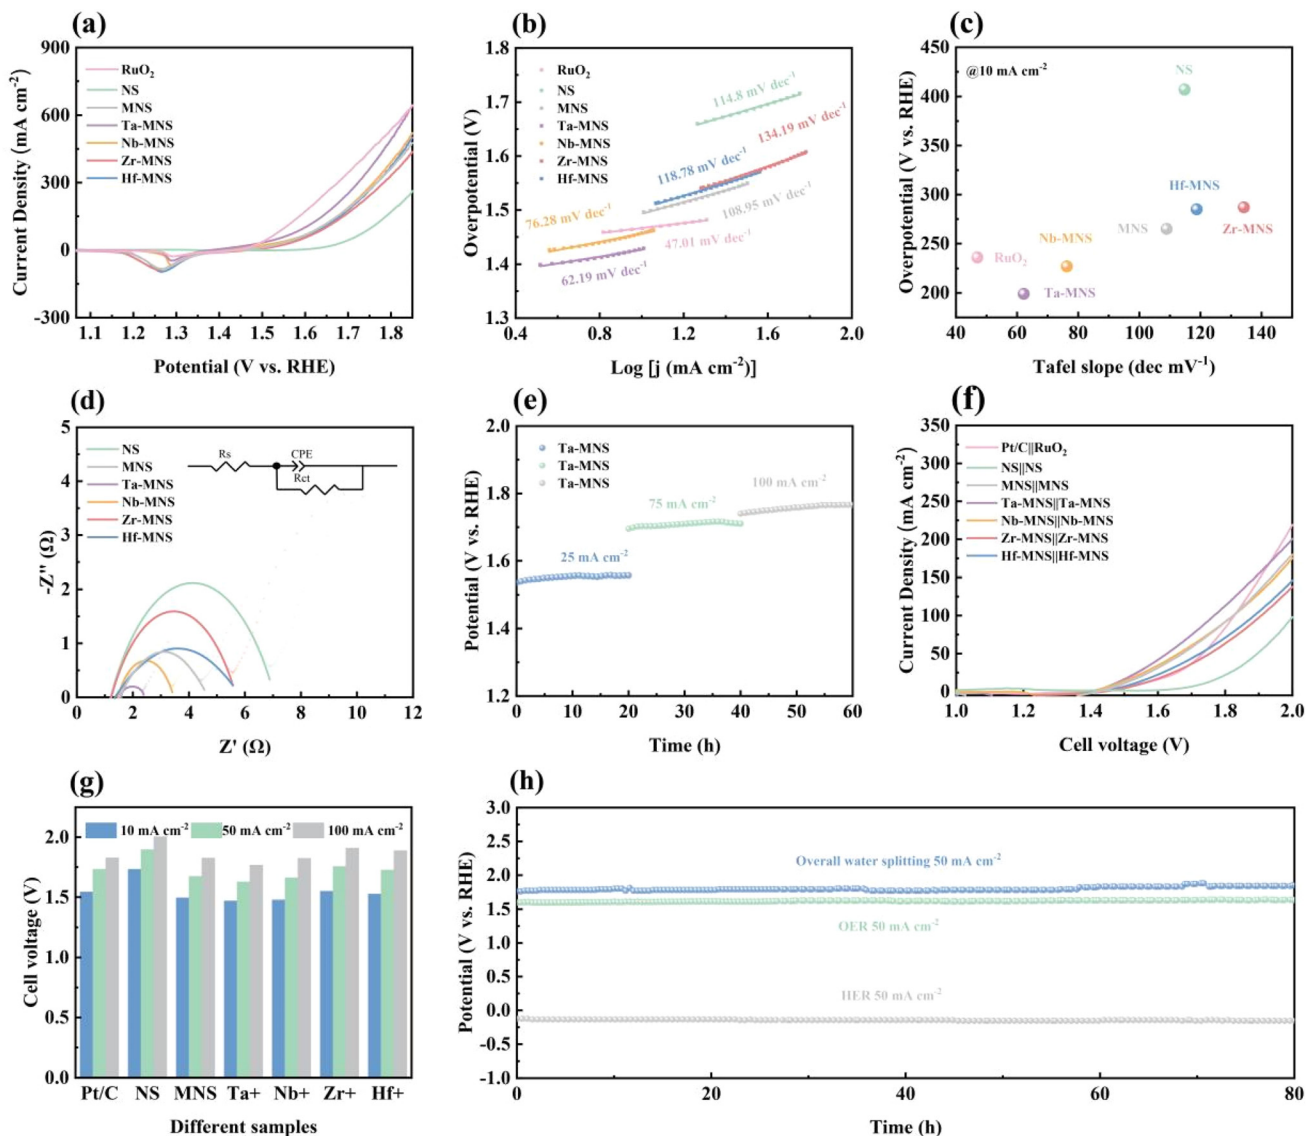 (a)
900
600
300
0
-300
1.1
1.2
1.3
1.4
1.5
1.6
1.7
1.8
Current Density (mA cm-2)
Potential (V vs. RHE)
RuO2
NS
MNS
Ta-MNS
Nb-MNS
Zr-MNS
Hf-MNS
(b)
1.8
1.7
1.6
1.5
1.4
1.3
0.4
0.8
1.2
1.6
2.0
Overpotential (V)
Log [j (mA cm-2)]
RuO2
NS
MNS
Ta-MNS
Nb-MNS
Zr-MNS
Hf-MNS
114.8 mV dec-1
134.19 mV dec-1
118.78 mV dec-1
108.95 mV dec-1
76.28 mV dec-1
47.01 mV dec-1
62.19 mV dec-1
(c)
450
400
350
300
250
200
40
60
80
100
120
140
Overpotential (V vs. RHE)
Tafel slope (dec mV-1)
@10 mA cm-2
NS
Hf-MNS
MNS
Zr-MNS
Nb-MNS
RuO2
Ta-MNS
(d)
5
4
3
2
1
0
0
2
4
6
8
10
12
-Z'' (Ω)
Z' (Ω)
NS
MNS
Ta-MNS
Nb-MNS
Zr-MNS
Hf-MNS
Rs
CPE
Rct
(e)
2.0
1.8
1.6
1.4
1.2
0
10
20
30
40
50
60
Potential (V vs. RHE)
Time (h)
Ta-MNS
Ta-MNS
Ta-MNS
25 mA cm-2
75 mA cm-2
100 mA cm-2
(f)
350
300
250
200
150
100
50
0
1.0
1.2
1.4
1.6
1.8
2.0
Current Density (mA cm-2)
Cell voltage (V)
Pt/C||RuO2
NS||NS
MNS||MNS
Ta-MNS||Ta-MNS
Nb-MNS||Nb-MNS
Zr-MNS||Zr-MNS
Hf-MNS||Hf-MNS
(g)
2.0
1.5
1.0
0.5
0.0
Cell voltage (V)
10 mA cm-2
50 mA cm-2
100 mA cm-2
Pt/C
NS
MNS
Ta+
Nb+
Zr+
Hf+
Different samples
(h)
3.0
2.5
2.0
1.5
1.0
0.5
0.0
-0.5
-1.0
0
20
40
60
80
Potential (V vs. RHE)
Time (h)
Overall water splitting 50 mA cm-2
OER 50 mA cm-2
HER 50 mA cm-2